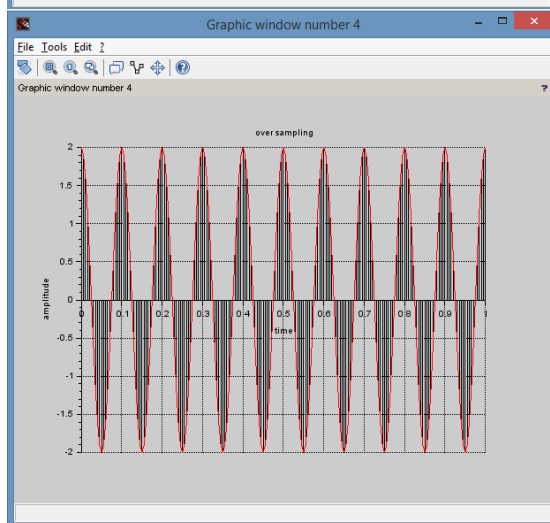 Graphic window number 4
File Tools Edit ?
Graphic window number 4 ?
over sampling
2
1.5
1
0.5
0
-0.5
-1
-1.5
-2
amplitude
0 0.1 0.2 0.3 0.4 0.5 0.6 0.7 0.8 0.9 1
time